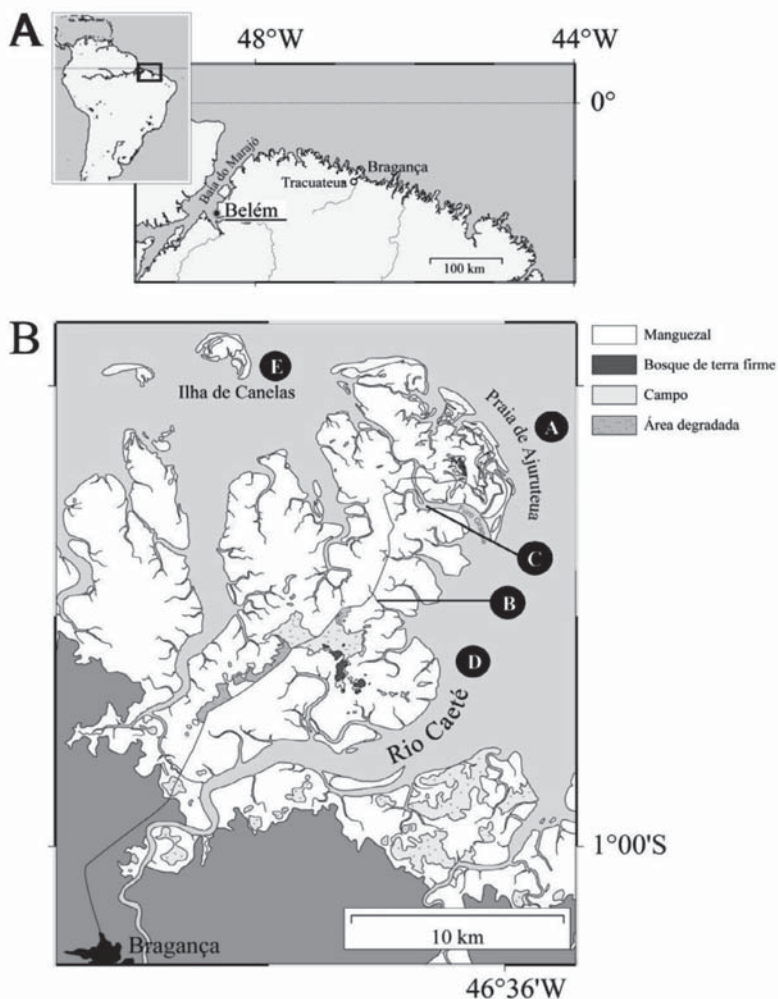 A
48°W
44°W
0°
Baía do Marajó
Bragança
Tracuateua
Belém
100 km
B
E
Ilha de Canelas
Praia de Ajuruteua
A
C
B
D
Rio Caeté
Manguezal
Bosque de terra firme
Campo
Área degradada
1°00'S
10 km
Bragança
46°36'W